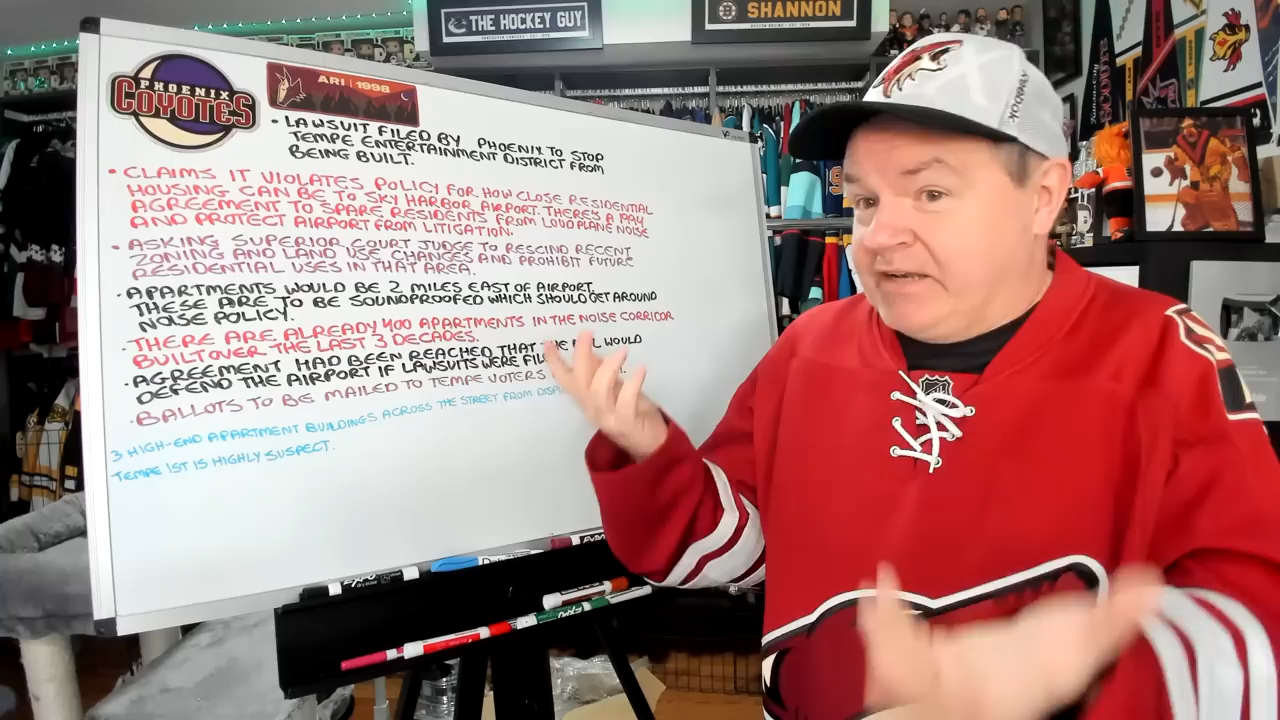 THE HOCKEY GUY
SHANNON
PHOENIX
COYOTES
ARI | 1998
• LAWSUIT FILED BY PHOENIX TO STOP
TEMPE ENTERTAINMENT DISTRICT FROM
BEING BUILT.
• CLAIMS IT VIOLATES POLICY FOR HOW CLOSE RESIDENTIAL
HOUSING CAN BE TO SKY HARBOR AIRPORT. THERE'S A PAY
AGREEMENT TO SPARE RESIDENTS FROM LOUD PLANE NOISE
AND PROTECT AIRPORT FROM LITIGATION.
• ASKING SUPERIOR COURT JUDGE TO RESCIND RECENT
ZONING AND LAND USE CHANGES AND PROHIBIT FUTURE
RESIDENTIAL USES IN THAT AREA.
• APARTMENTS WOULD BE 2 MILES EAST OF AIRPORT.
THESE ARE TO BE SOUNDPROOFED WHICH SHOULD GET AROUND
NOISE POLICY.
• THERE ARE ALREADY 400 APARTMENTS IN THE NOISE CORRIDOR
BUILT OVER THE LAST 3 DECADES.
• AGREEMENT HAD BEEN REACHED THAT WOULD
DEFEND THE AIRPORT IF LAWSUITS WERE
• BALLOTS TO BE MAILED TO TEMPE VOTERS
3 HIGH-END APARTMENT BUILDINGS ACROSS THE STREET FROM
TEMPE 1ST IS HIGHLY SUSPECT.
EXPO
NHL